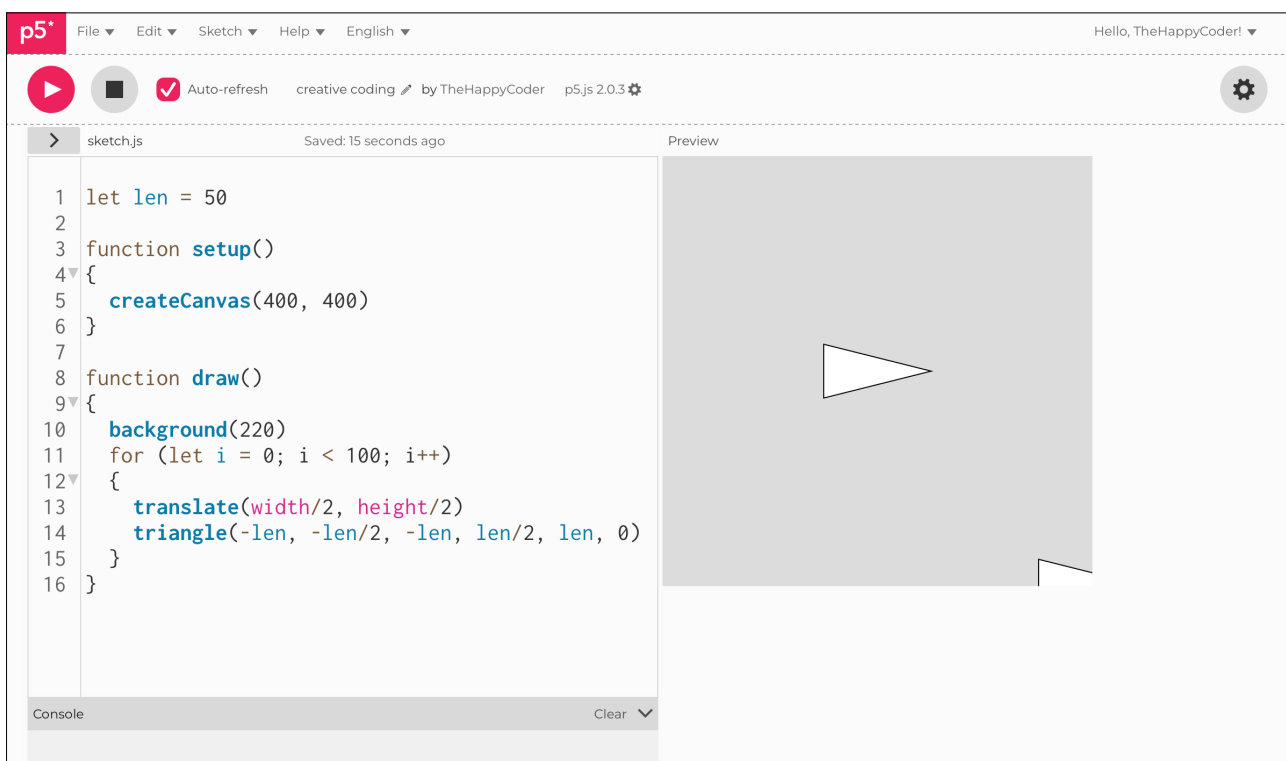 p5* File Edit Sketch Help English Hello, TheHappyCoder!
Auto-refresh creative coding by TheHappyCoder p5.js 2.0.3
sketch.js Saved: 15 seconds ago Preview
1 let len = 50
2
3 function setup()
4 {
5 createCanvas(400, 400)
6 }
7
8 function draw()
9 {
10 background(220)
11 for (let i = 0; i < 100; i++)
12 {
13 translate(width/2, height/2)
14 triangle(-len, -len/2, -len, len/2, len, 0)
15 }
16 }
Console Clear